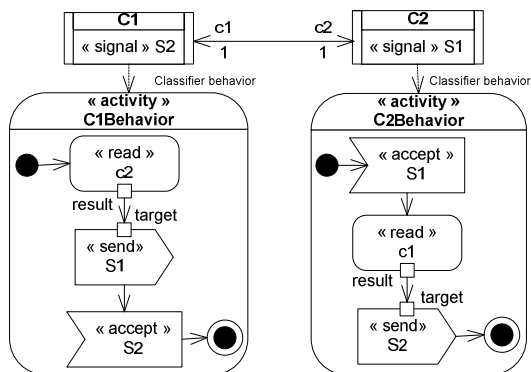 C1
« signal » S2
c1
1
c2
1
C2
« signal » S1
Classifier behavior
Classifier behavior
« activity »
C1Behavior
« read »
c2
result
target
« send»
S1
« accept »
S2
« activity »
C2Behavior
« accept »
S1
« read »
c1
result
target
« send»
S2